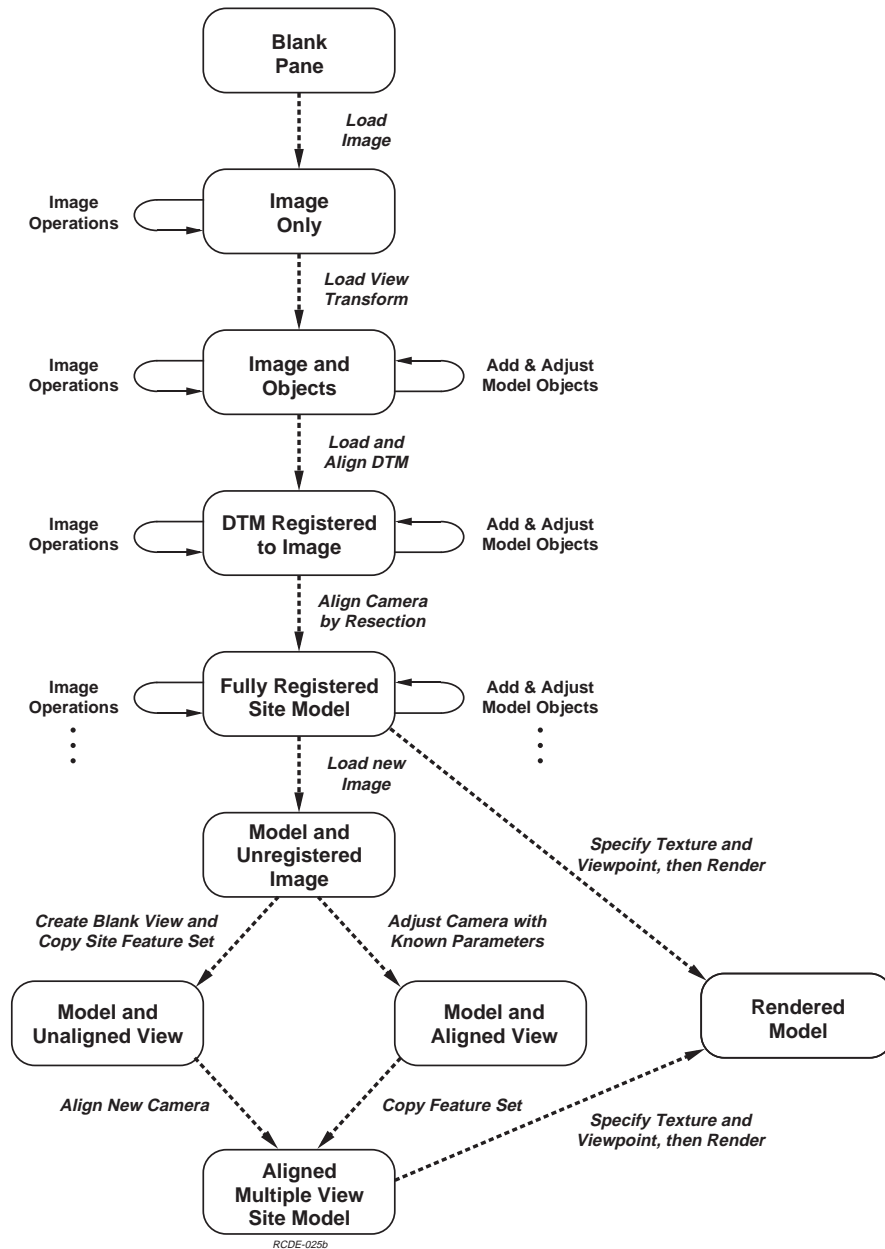 Blank
Pane
Load
Image
Image
Operations
Image
Only
Load View
Transform
Image
Operations
Image and
Objects
Add & Adjust
Model Objects
Load and
Align DTM
Image
Operations
DTM Registered
to Image
Add & Adjust
Model Objects
Align Camera
by Resection
Image
Operations
Fully Registered
Site Model
Add & Adjust
Model Objects
Load new
Image
Model and
Unregistered
Image
Specify Texture and
Viewpoint, then Render
Create Blank View and
Copy Site Feature Set
Adjust Camera with
Known Parameters
Model and
Unaligned View
Model and
Aligned View
Rendered
Model
Align New Camera
Copy Feature Set
Specify Texture and
Viewpoint, then Render
Aligned
Multiple View
Site Model
RCDE-025b